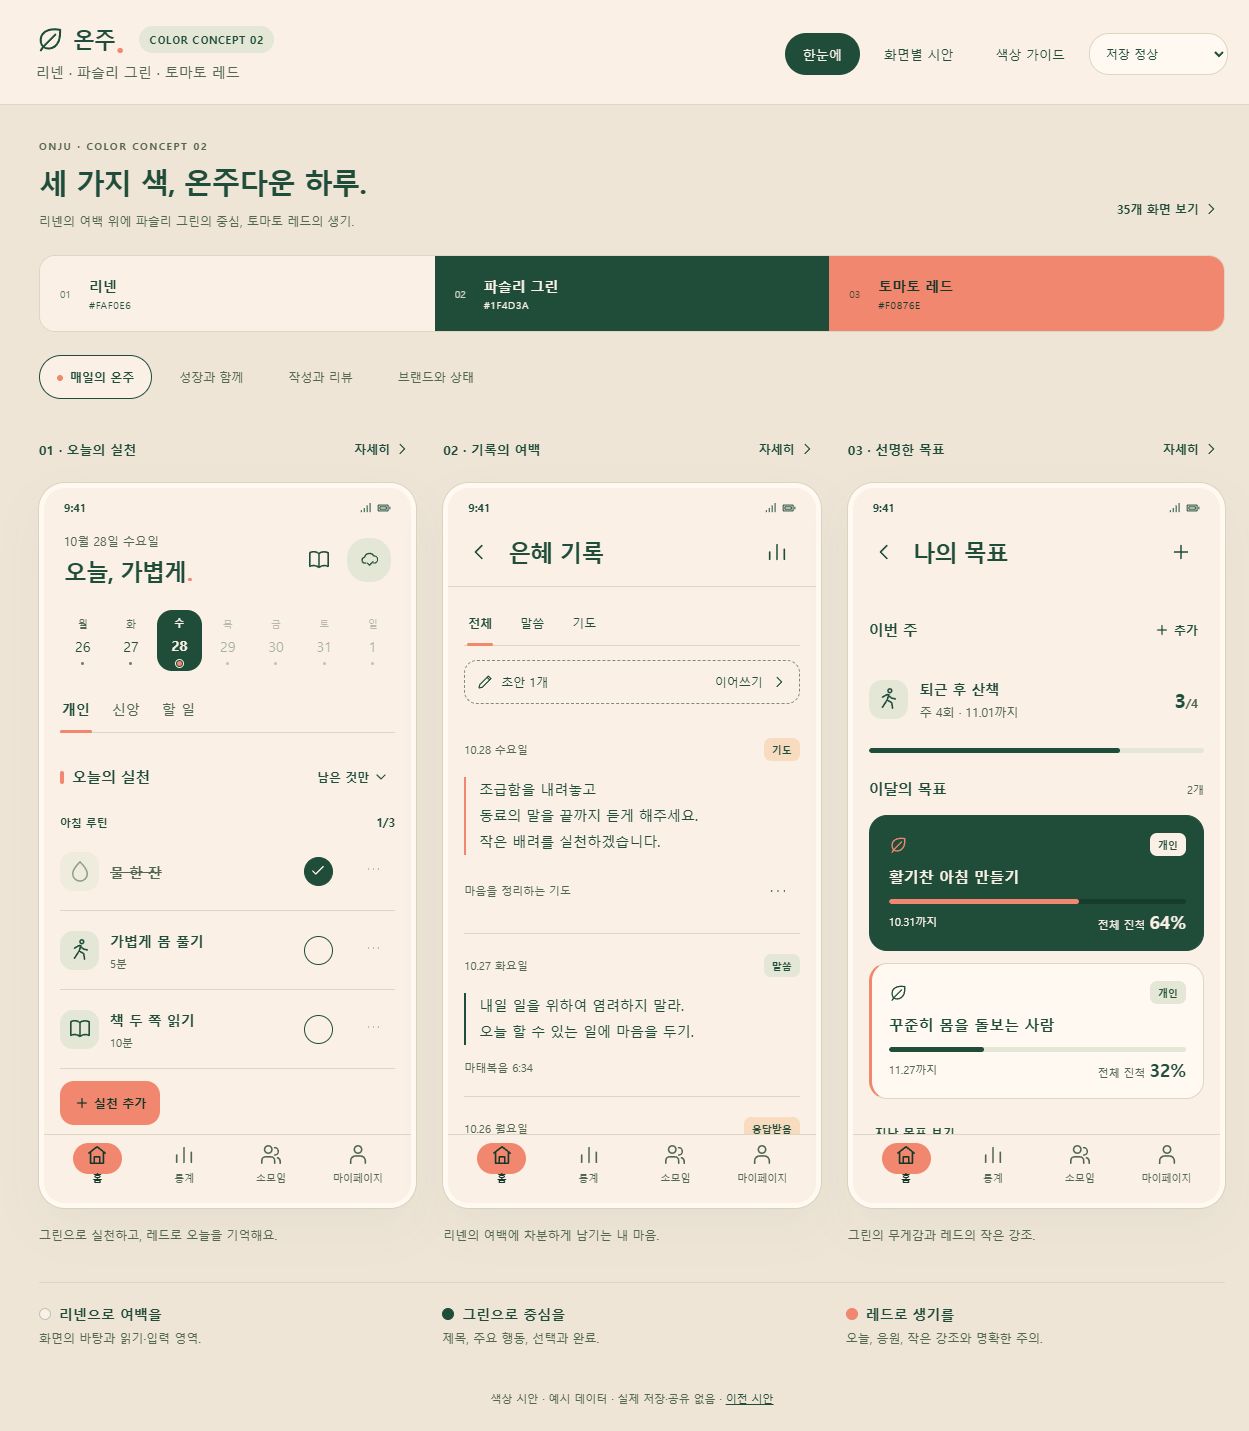 온주.
COLOR CONCEPT 02
리넨 · 파슬리 그린 · 토마토 레드
한눈에
화면별 시안
색상 가이드
저장 정상
ONJU · COLOR CONCEPT 02
세 가지 색, 온주다운 하루.
리넨의 여백 위에 파슬리 그린의 중심, 토마토 레드의 생기.
35개 화면 보기
01
리넨
#FAF0E6
02
파슬리 그린
#1F4D3A
03
토마토 레드
#F0876E
매일의 온주
성장과 함께
작성과 리뷰
브랜드와 상태
01 · 오늘의 실천
자세히
9:41
10월 28일 수요일
오늘, 가볍게.
월 화 수 목 금 토 일
26 27 28 29 30 31 1
개인 신앙 할 일
오늘의 실천
남은 것만
아침 루틴
1/3
물 한 잔
가볍게 몸 풀기
5분
책 두 쪽 읽기
10분
+ 실천 추가
홈 통계 소모임 마이페이지
그린으로 실천하고, 레드로 오늘을 기억해요.
02 · 기록의 여백
자세히
9:41
은혜 기록
전체 말씀 기도
초안 1개
이어쓰기
10.28 수요일
기도
조급함을 내려놓고
동료의 말을 끝까지 듣게 해주세요.
작은 배려를 실천하겠습니다.
마음을 정리하는 기도
10.27 화요일
말씀
내일 일을 위하여 염려하지 말라.
오늘 할 수 있는 일에 마음을 두기.
마태복음 6:34
10.26 월요일
응답받음
홈 통계 소모임 마이페이지
리넨의 여백에 차분하게 남기는 내 마음.
03 · 선명한 목표
자세히
9:41
나의 목표
이번 주
+ 추가
퇴근 후 산책
주 4회 · 11.01까지
3/4
이달의 목표
2개
개인
활기찬 아침 만들기
10.31까지
전체 진척 64%
개인
꾸준히 몸을 돌보는 사람
11.27까지
전체 진척 32%
지난 목표 보기
홈 통계 소모임 마이페이지
그린의 무게감과 레드의 작은 강조.
리넨으로 여백을
화면의 바탕과 읽기·입력 영역.
그린으로 중심을
제목, 주요 행동, 선택과 완료.
레드로 생기를
오늘, 응원, 작은 강조와 명확한 주의.
색상 시안 · 예시 데이터 · 실제 저장·공유 없음 · 이전 시안